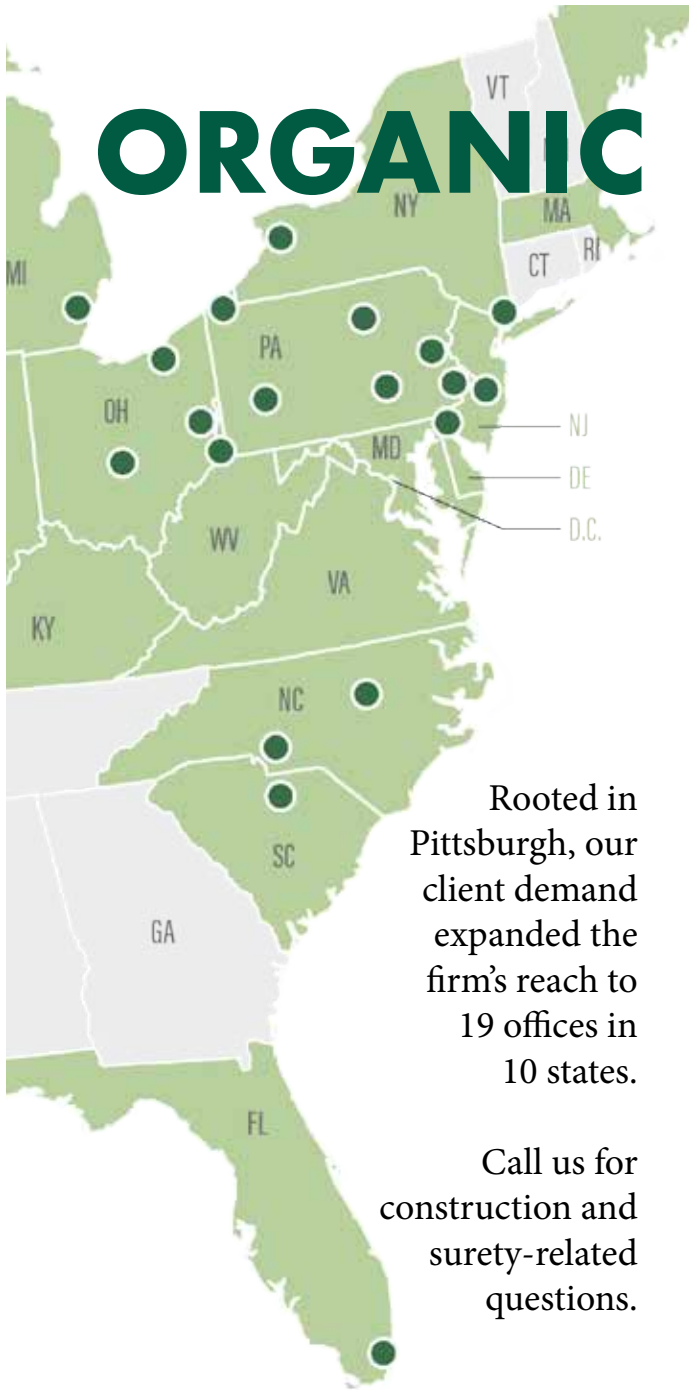 VT
ORGANIC
NY
MA
CT
RI
MI
PA
OH
NJ
MD
DE
D.C.
WV
VA
KY
NC
SC
GA
FL
Rooted in
Pittsburgh, our
client demand
expanded the
firm’s reach to
19 offices in
10 states.
Call us for
construction and
surety-related
questions.